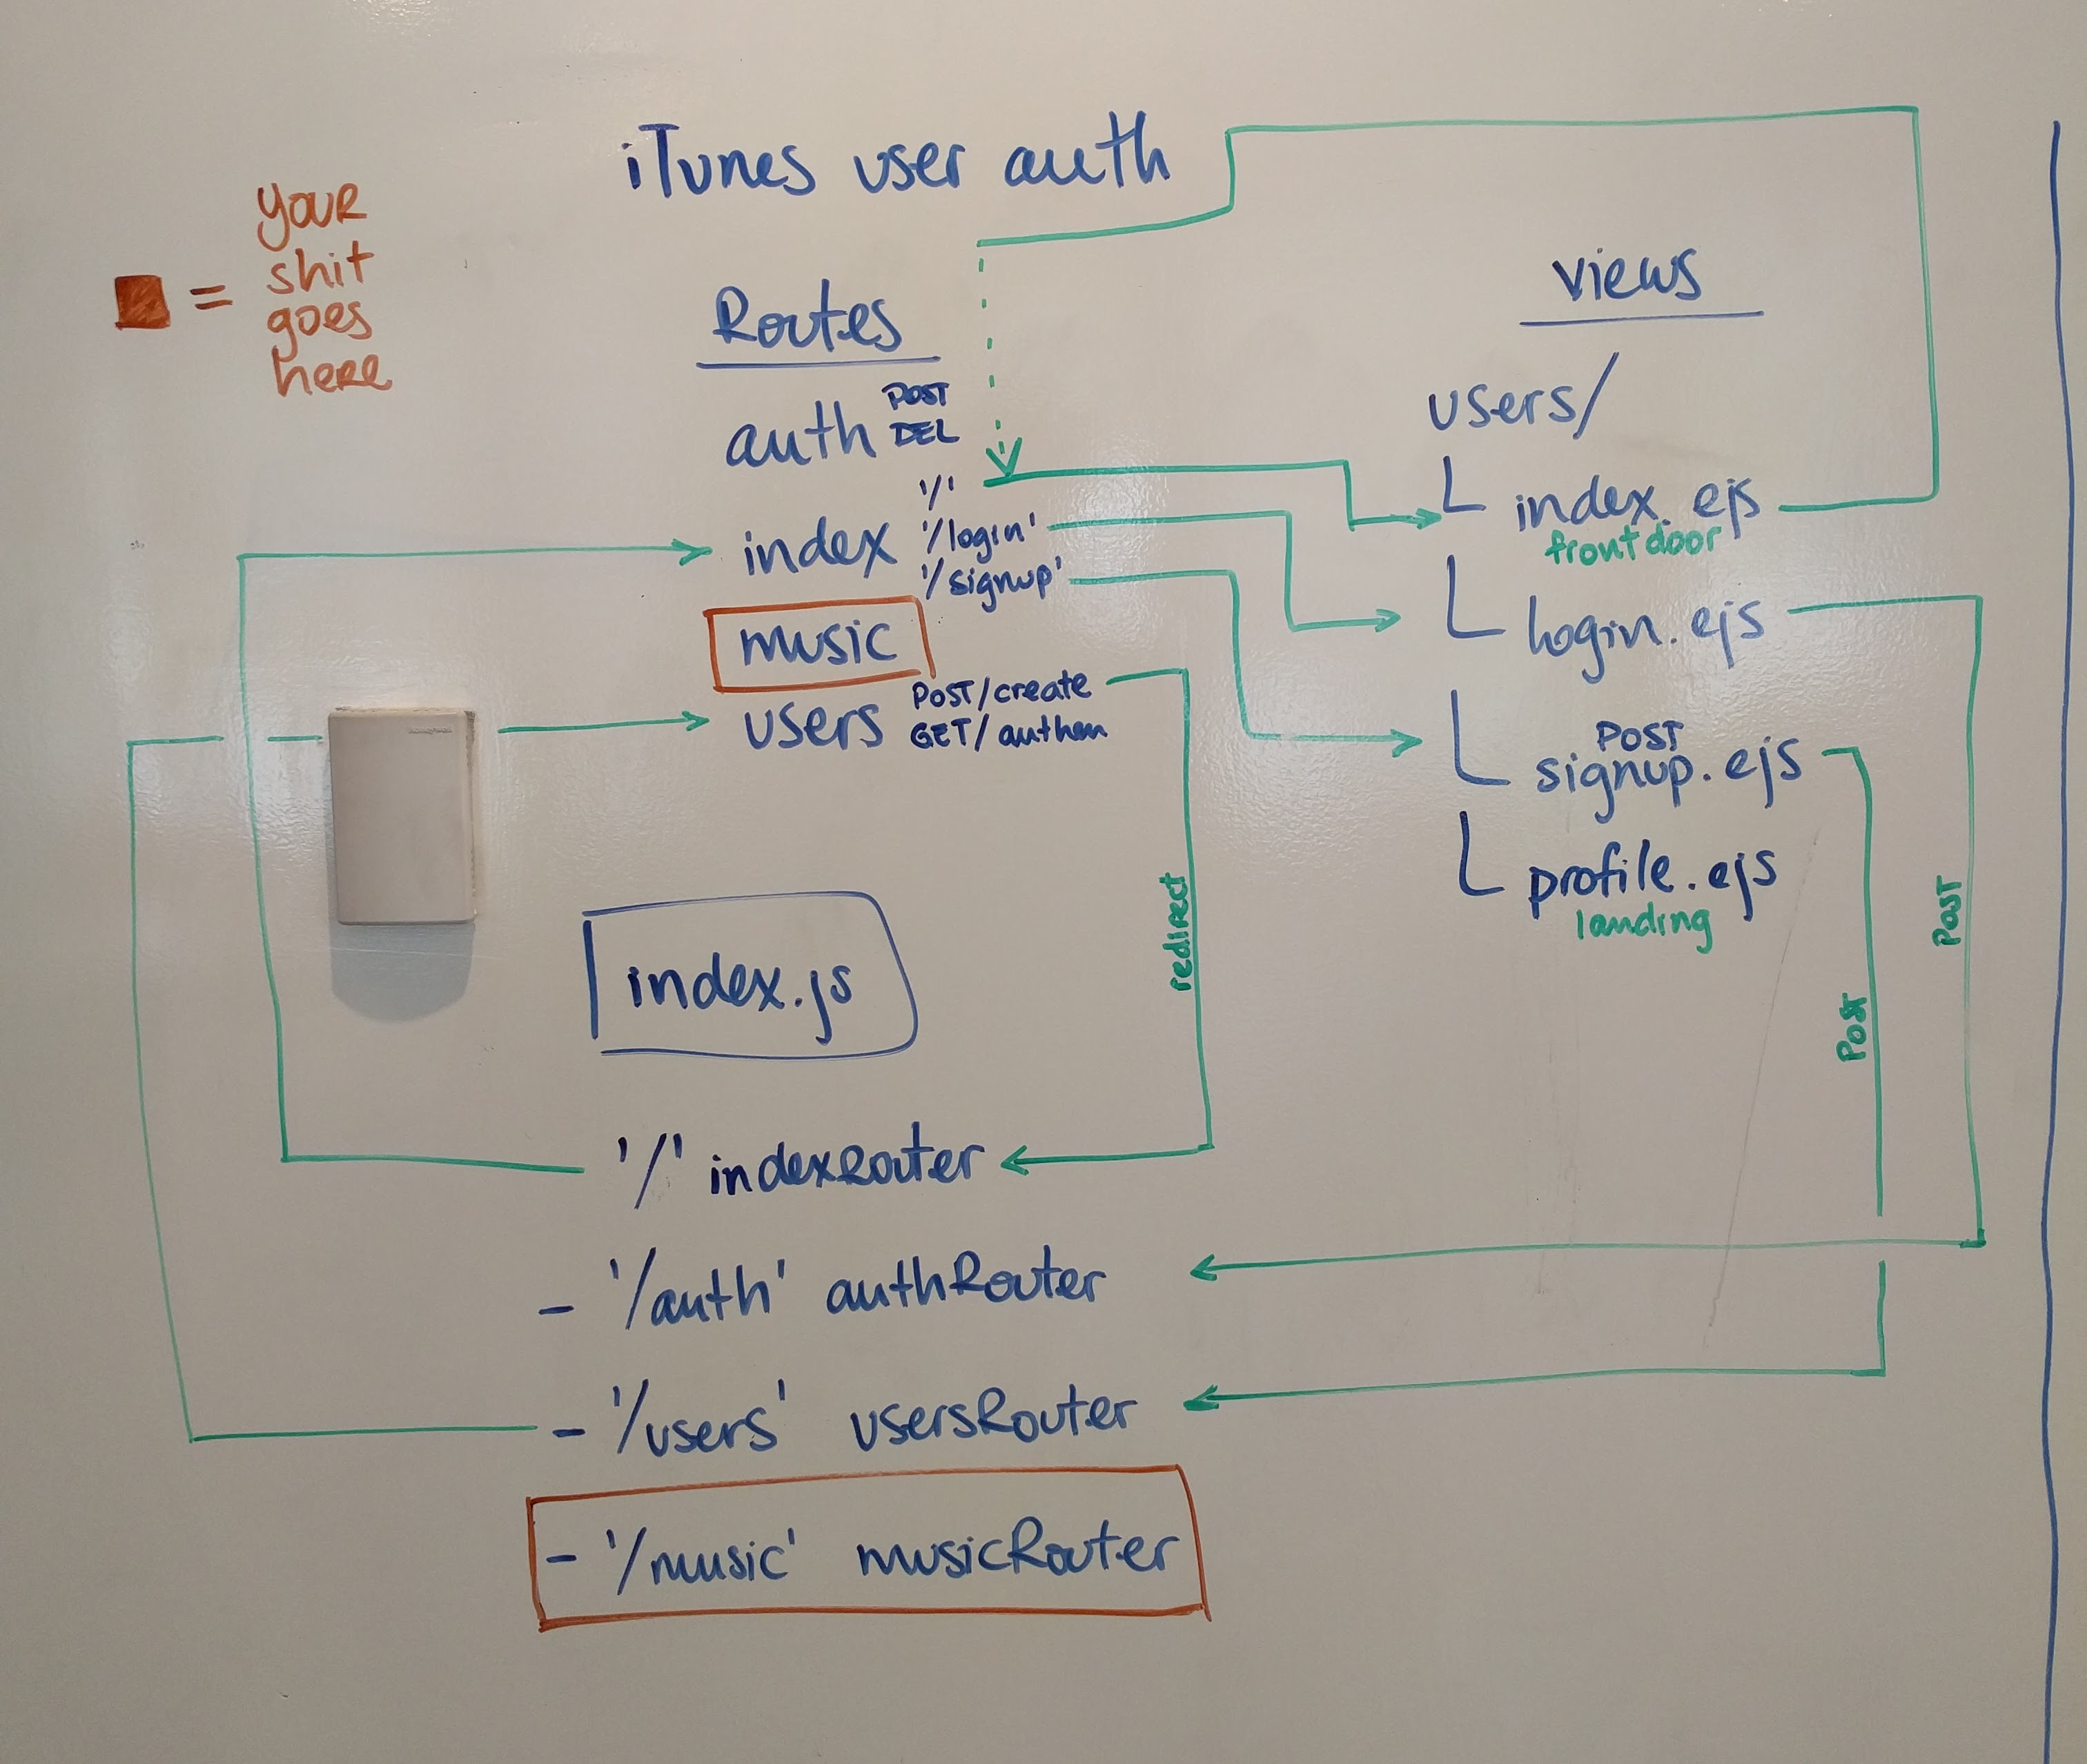 iTunes user auth
= your
shit
goes
here
Routes
auth POST
DEL
index '/'
'/login'
'/signup'
music
users POST/create
GET/authen
views
users/
index.ejs
front door
login.ejs
POST
signup.ejs
profile.ejs
landing
redirect
Post
Post
index.js
'/' indexRouter
- '/auth' authRouter
- '/users' usersRouter
- '/music' musicRouter